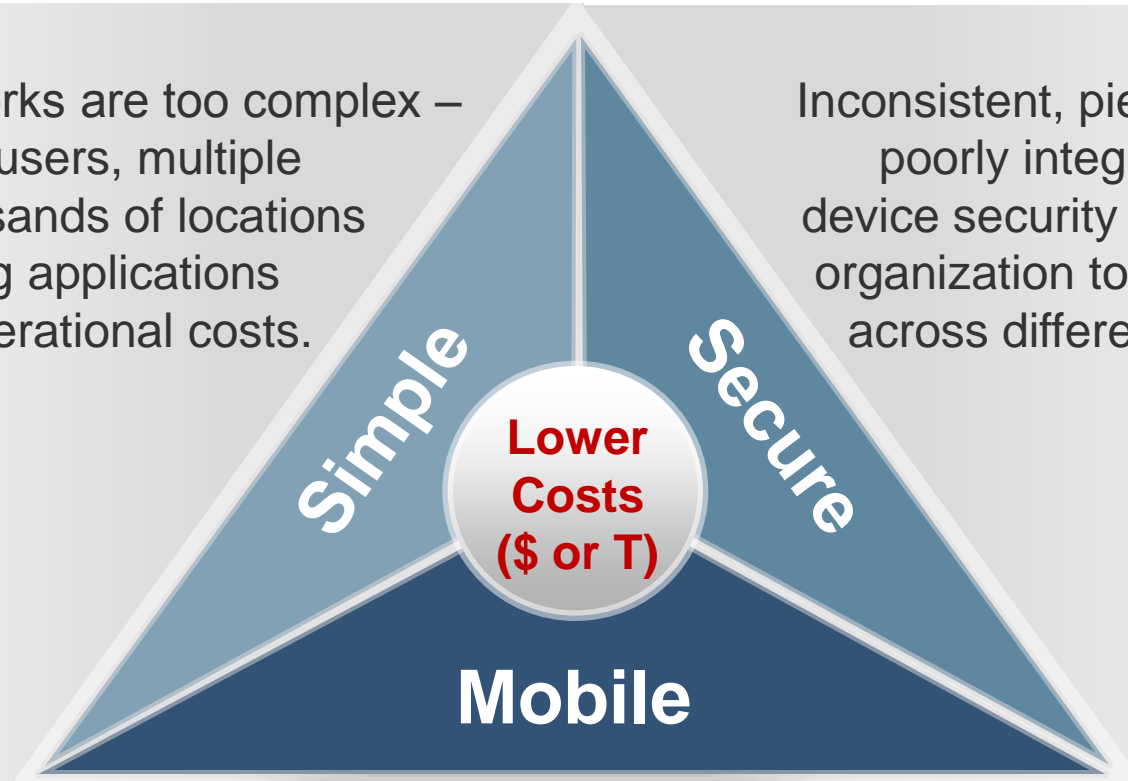 rks are too complex –
users, multiple
sands of locations
g applications
erational costs.
Inconsistent, pie
poorly integ
device security
organization to
across differe
Simple
Secure
Lower
Costs
($ or T)
Mobile